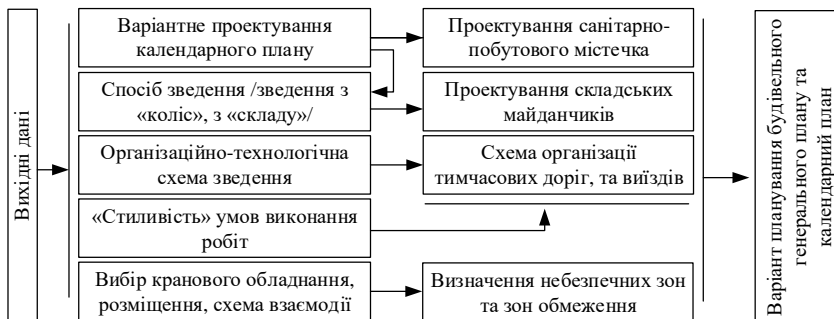 Вихідні дані
Варіантне проектування
календарного плану
Спосіб зведення /зведення з
«коліс», з «складу»/
Організаційно-технологічна
схема зведення
«Стиливість» умов виконання
робіт
Вибір кранового обладнання,
розміщення, схема взаємодії
Проектування санітарно-
побутового містечка
Проектування складських
майданчиків
Схема організації
тимчасових доріг, та виїздів
Визначення небезпечних зон
та зон обмеження
Варіант планування будівельного
генерального плану та
календарний план